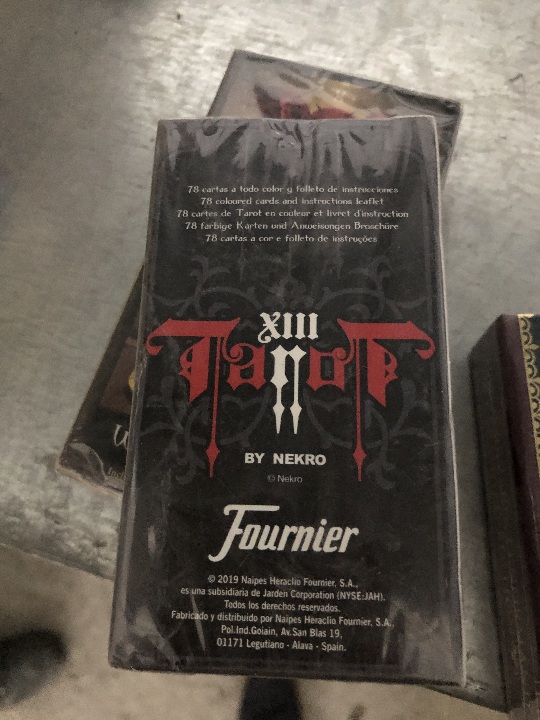 78 cartas a todo color y folleto de instrucciones
78 coloured cards and instructions leaflet
78 cartes de Tarot en couleur et livret d'instruction
78 farbige Karten und Anweisungen Broschüre
78 cartas a cor e folleto de instruções
XIII
Tarot
BY NEKRO
© Nekro
Fournier
© 2019 Naipes Heraclio Fournier, S.A.,
es una subsidiaria de Jarden Corporation (NYSE:JAH).
Todos los derechos reservados.
Fabricado y distribuido por Naipes Heraclio Fournier, S.A.,
Pol.Ind.Goiain, Av.San Blas 19,
01171 Legutiano - Alava - Spain.